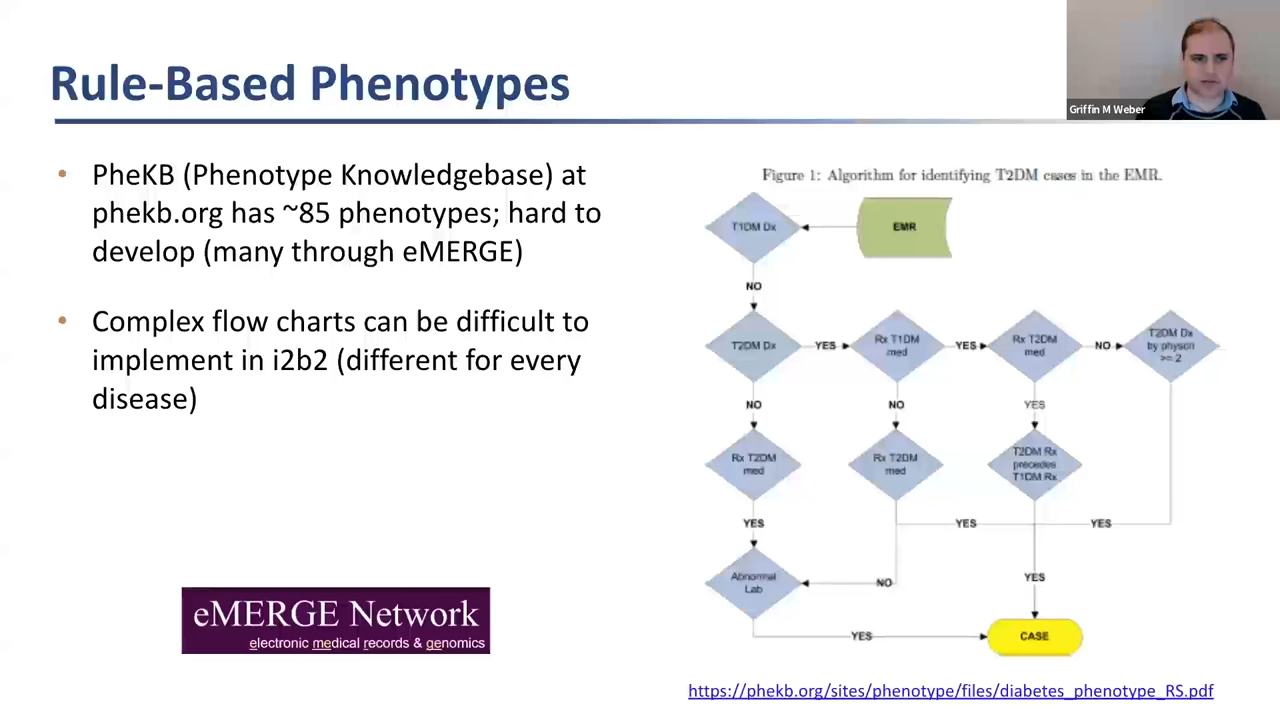 Rule-Based Phenotypes
Griffin M Weber
• PheKB (Phenotype Knowledgebase) at
phekb.org has ~85 phenotypes; hard to
develop (many through eMERGE)
• Complex flow charts can be difficult to
implement in i2b2 (different for every
disease)
eMERGE Network
electronic medical records & genomics
Figure 1: Algorithm for identifying T2DM cases in the EMR.
T1DM Dx
EMR
NO
T2DM Dx
YES
Rx T1DM
med
YES
Rx T2DM
med
NO
T2DM Dx
by physcn
>= 2
NO
NO
YES
Rx T2DM
med
Rx T2DM
med
T2DM Rx
precedes
T1DM Rx
YES
YES
YES
Abnormal
Lab
NO
YES
YES
CASE
https://phekb.org/sites/phenotype/files/diabetes_phenotype_RS.pdf